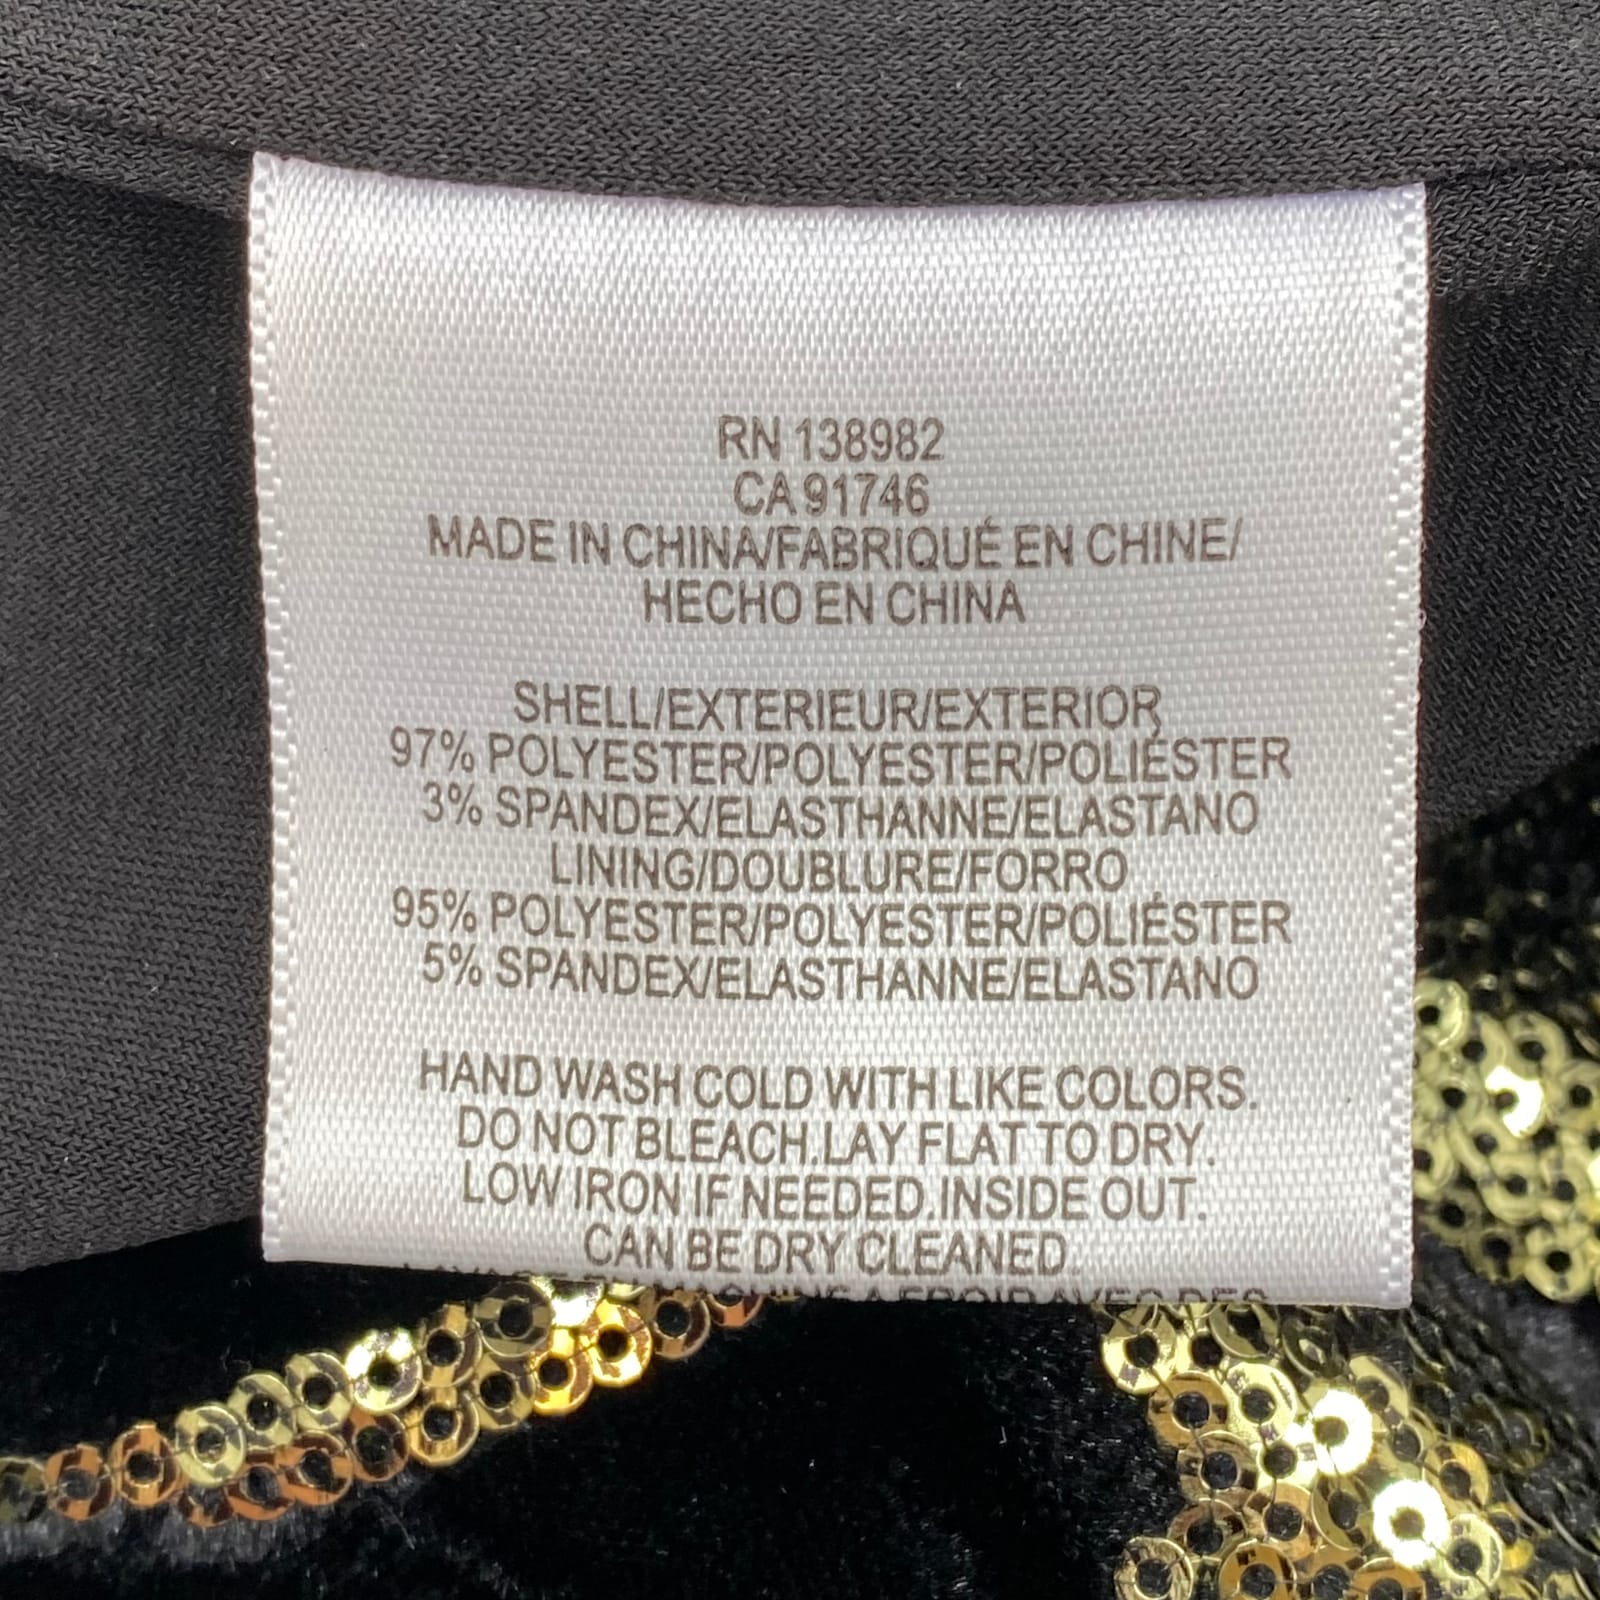 RN 138982
CA 91746
MADE IN CHINA/FABRIQUÉ EN CHINE/
HECHO EN CHINA
SHELL/EXTERIEUR/EXTERIOR
97% POLYESTER/POLYESTER/POLIÉSTER
3% SPANDEX/ELASTHANNE/ELASTANO
LINING/DOUBLURE/FORRO
95% POLYESTER/POLYESTER/POLIÉSTER
5% SPANDEX/ELASTHANNE/ELASTANO
HAND WASH COLD WITH LIKE COLORS.
DO NOT BLEACH.LAY FLAT TO DRY.
LOW IRON IF NEEDED.INSIDE OUT.
CAN BE DRY CLEANED